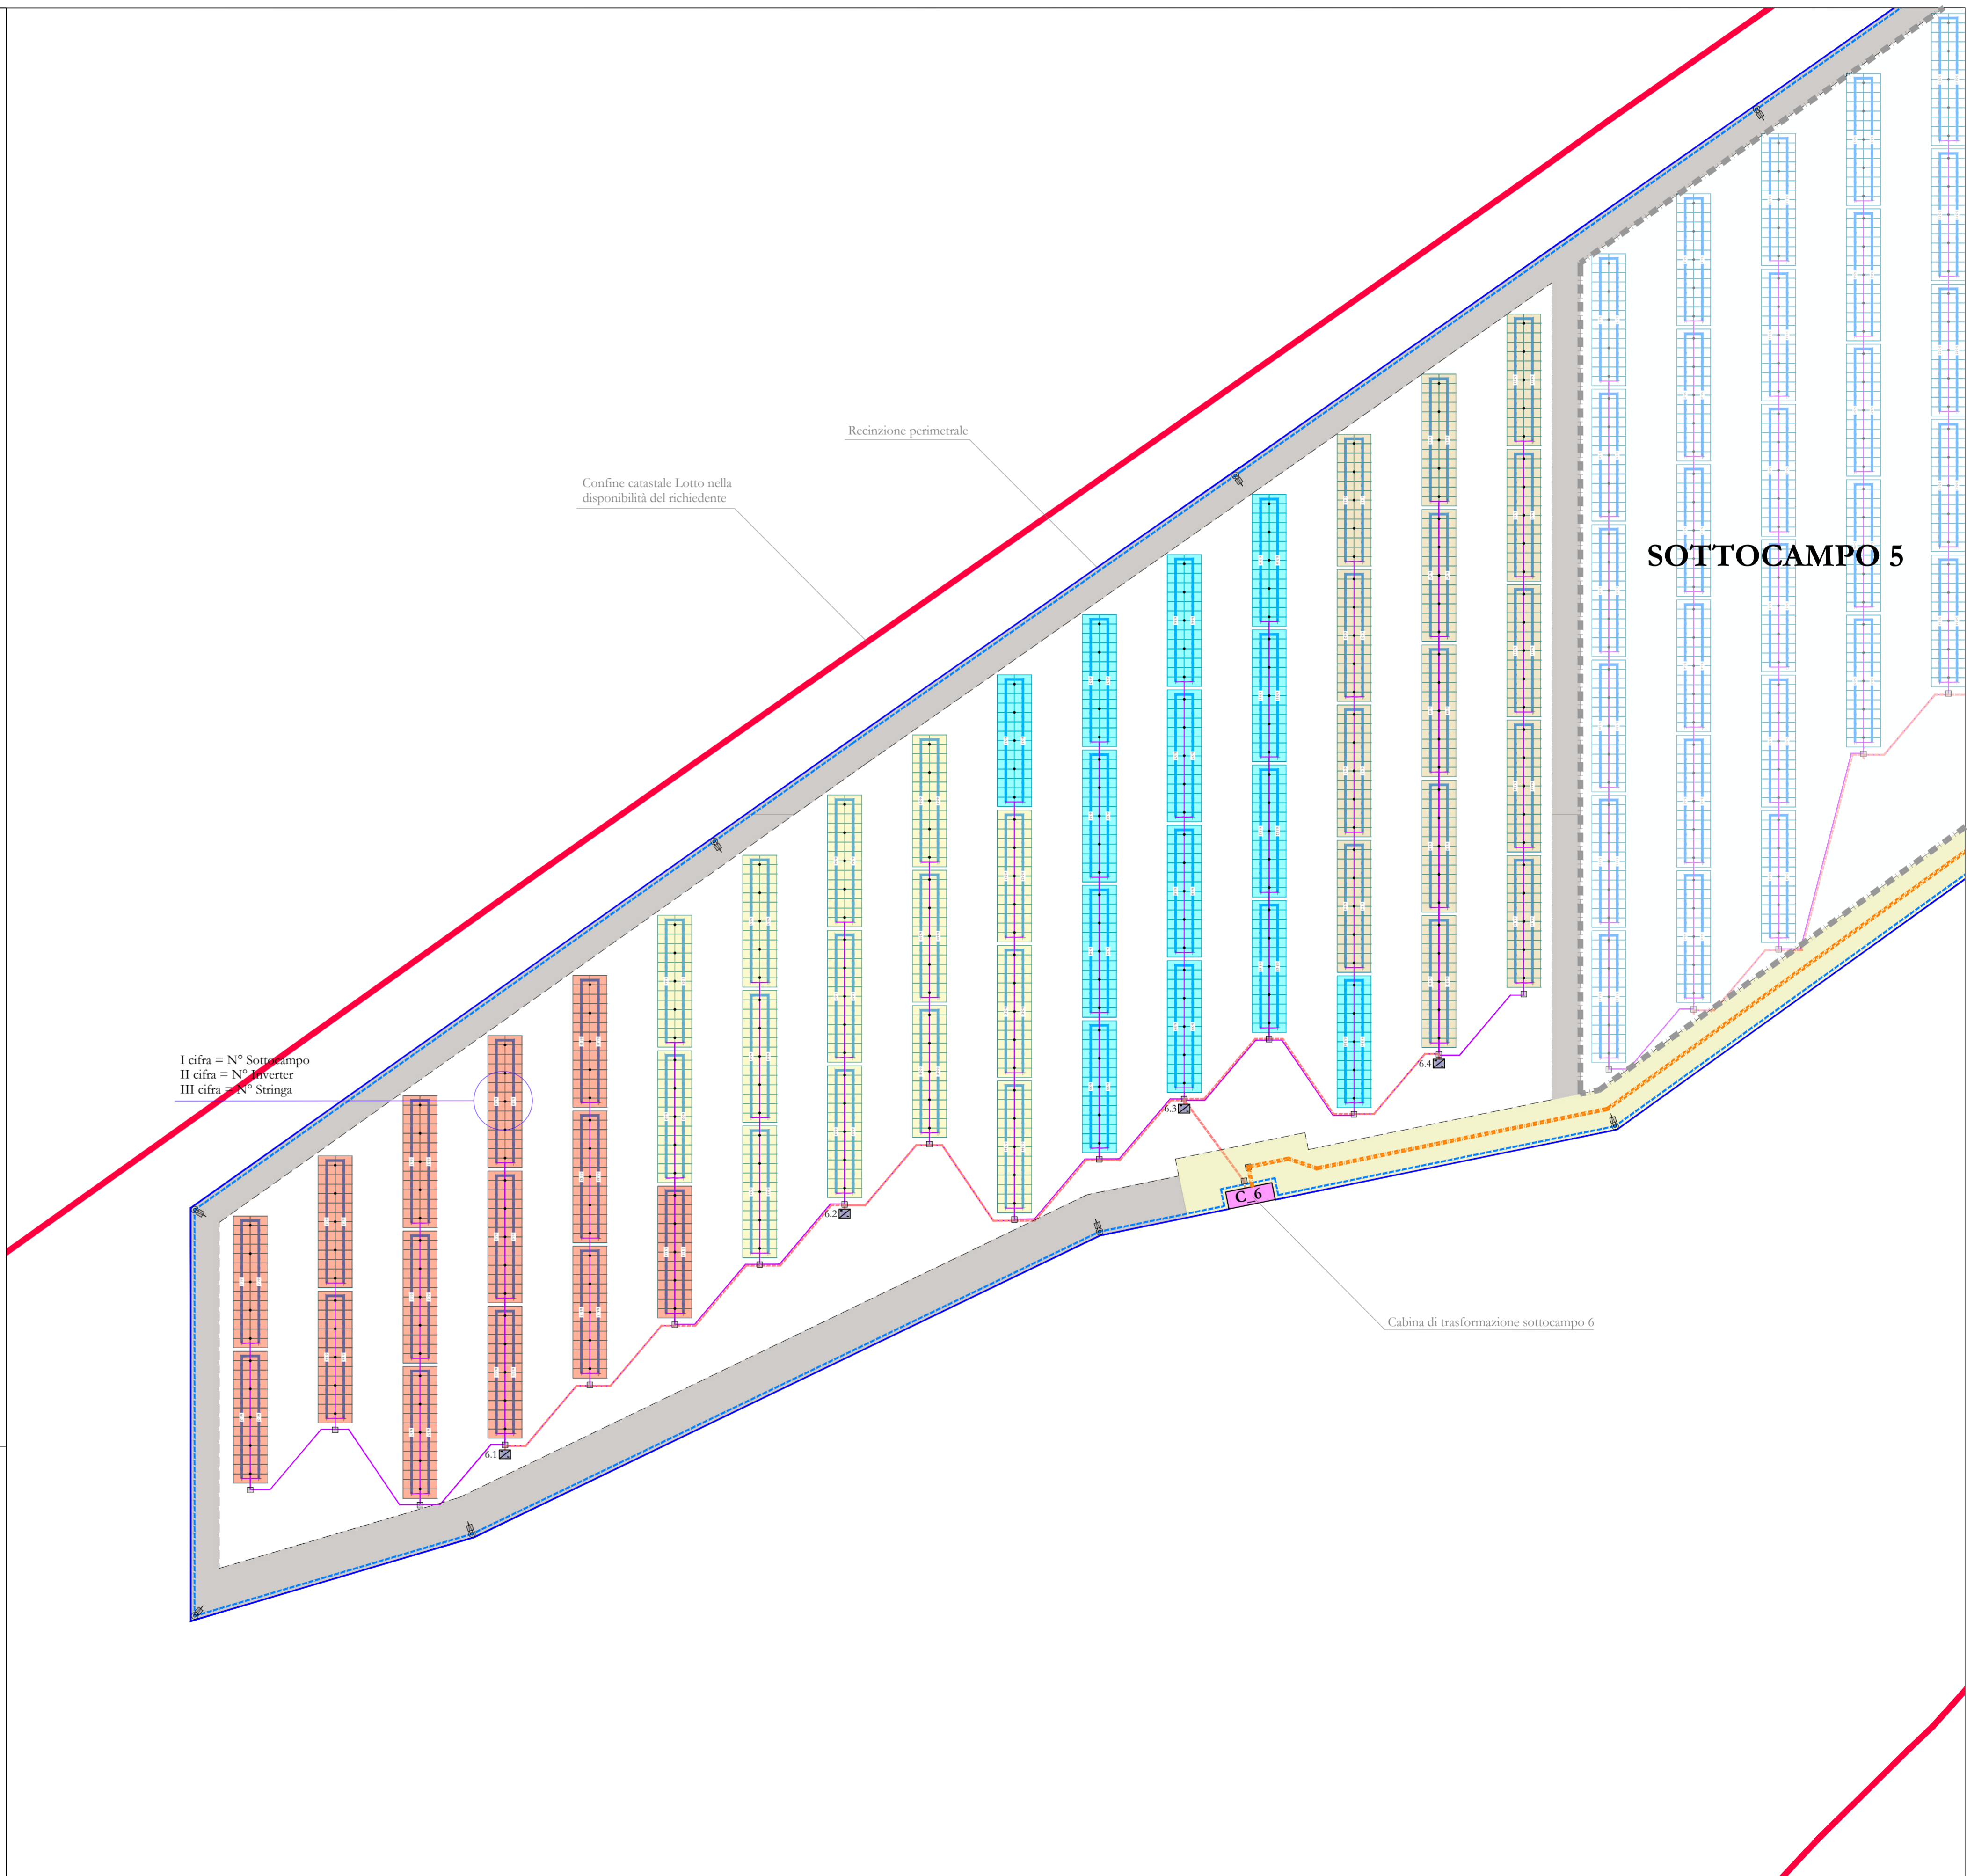 Recinzione perimetrale
Confine catastale Lotto nella
disponibilità del richiedente
SOTTOCAMPO 5
I cifra = N° Sottocampo
II cifra = N° Inverter
III cifra = N° Stringa
6.4
6.3
C_6
6.2
Cabina di trasformazione sottocampo 6
6.1